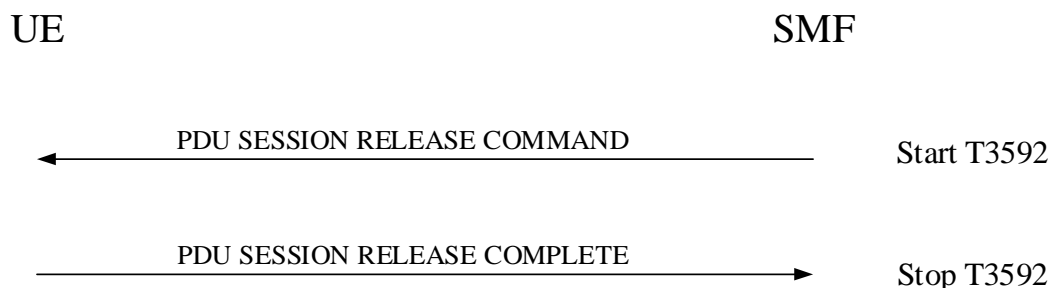 UE SMF
PDU SESSION RELEASE COMMAND Start T3592
PDU SESSION RELEASE COMPLETE Stop T3592